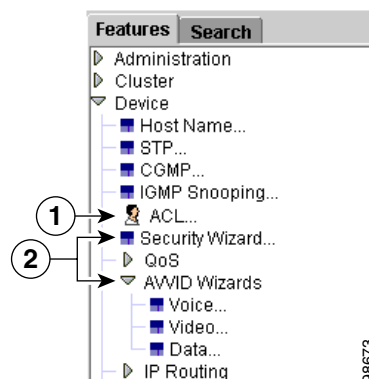 Features Search
Administration
Cluster
Device
Host Name...
STP...
CGMP...
IGMP Snooping...
1 ACL...
Security Wizard...
2 QoS
AVVID Wizards
Voice...
Video...
Data...
IP Routing
98673